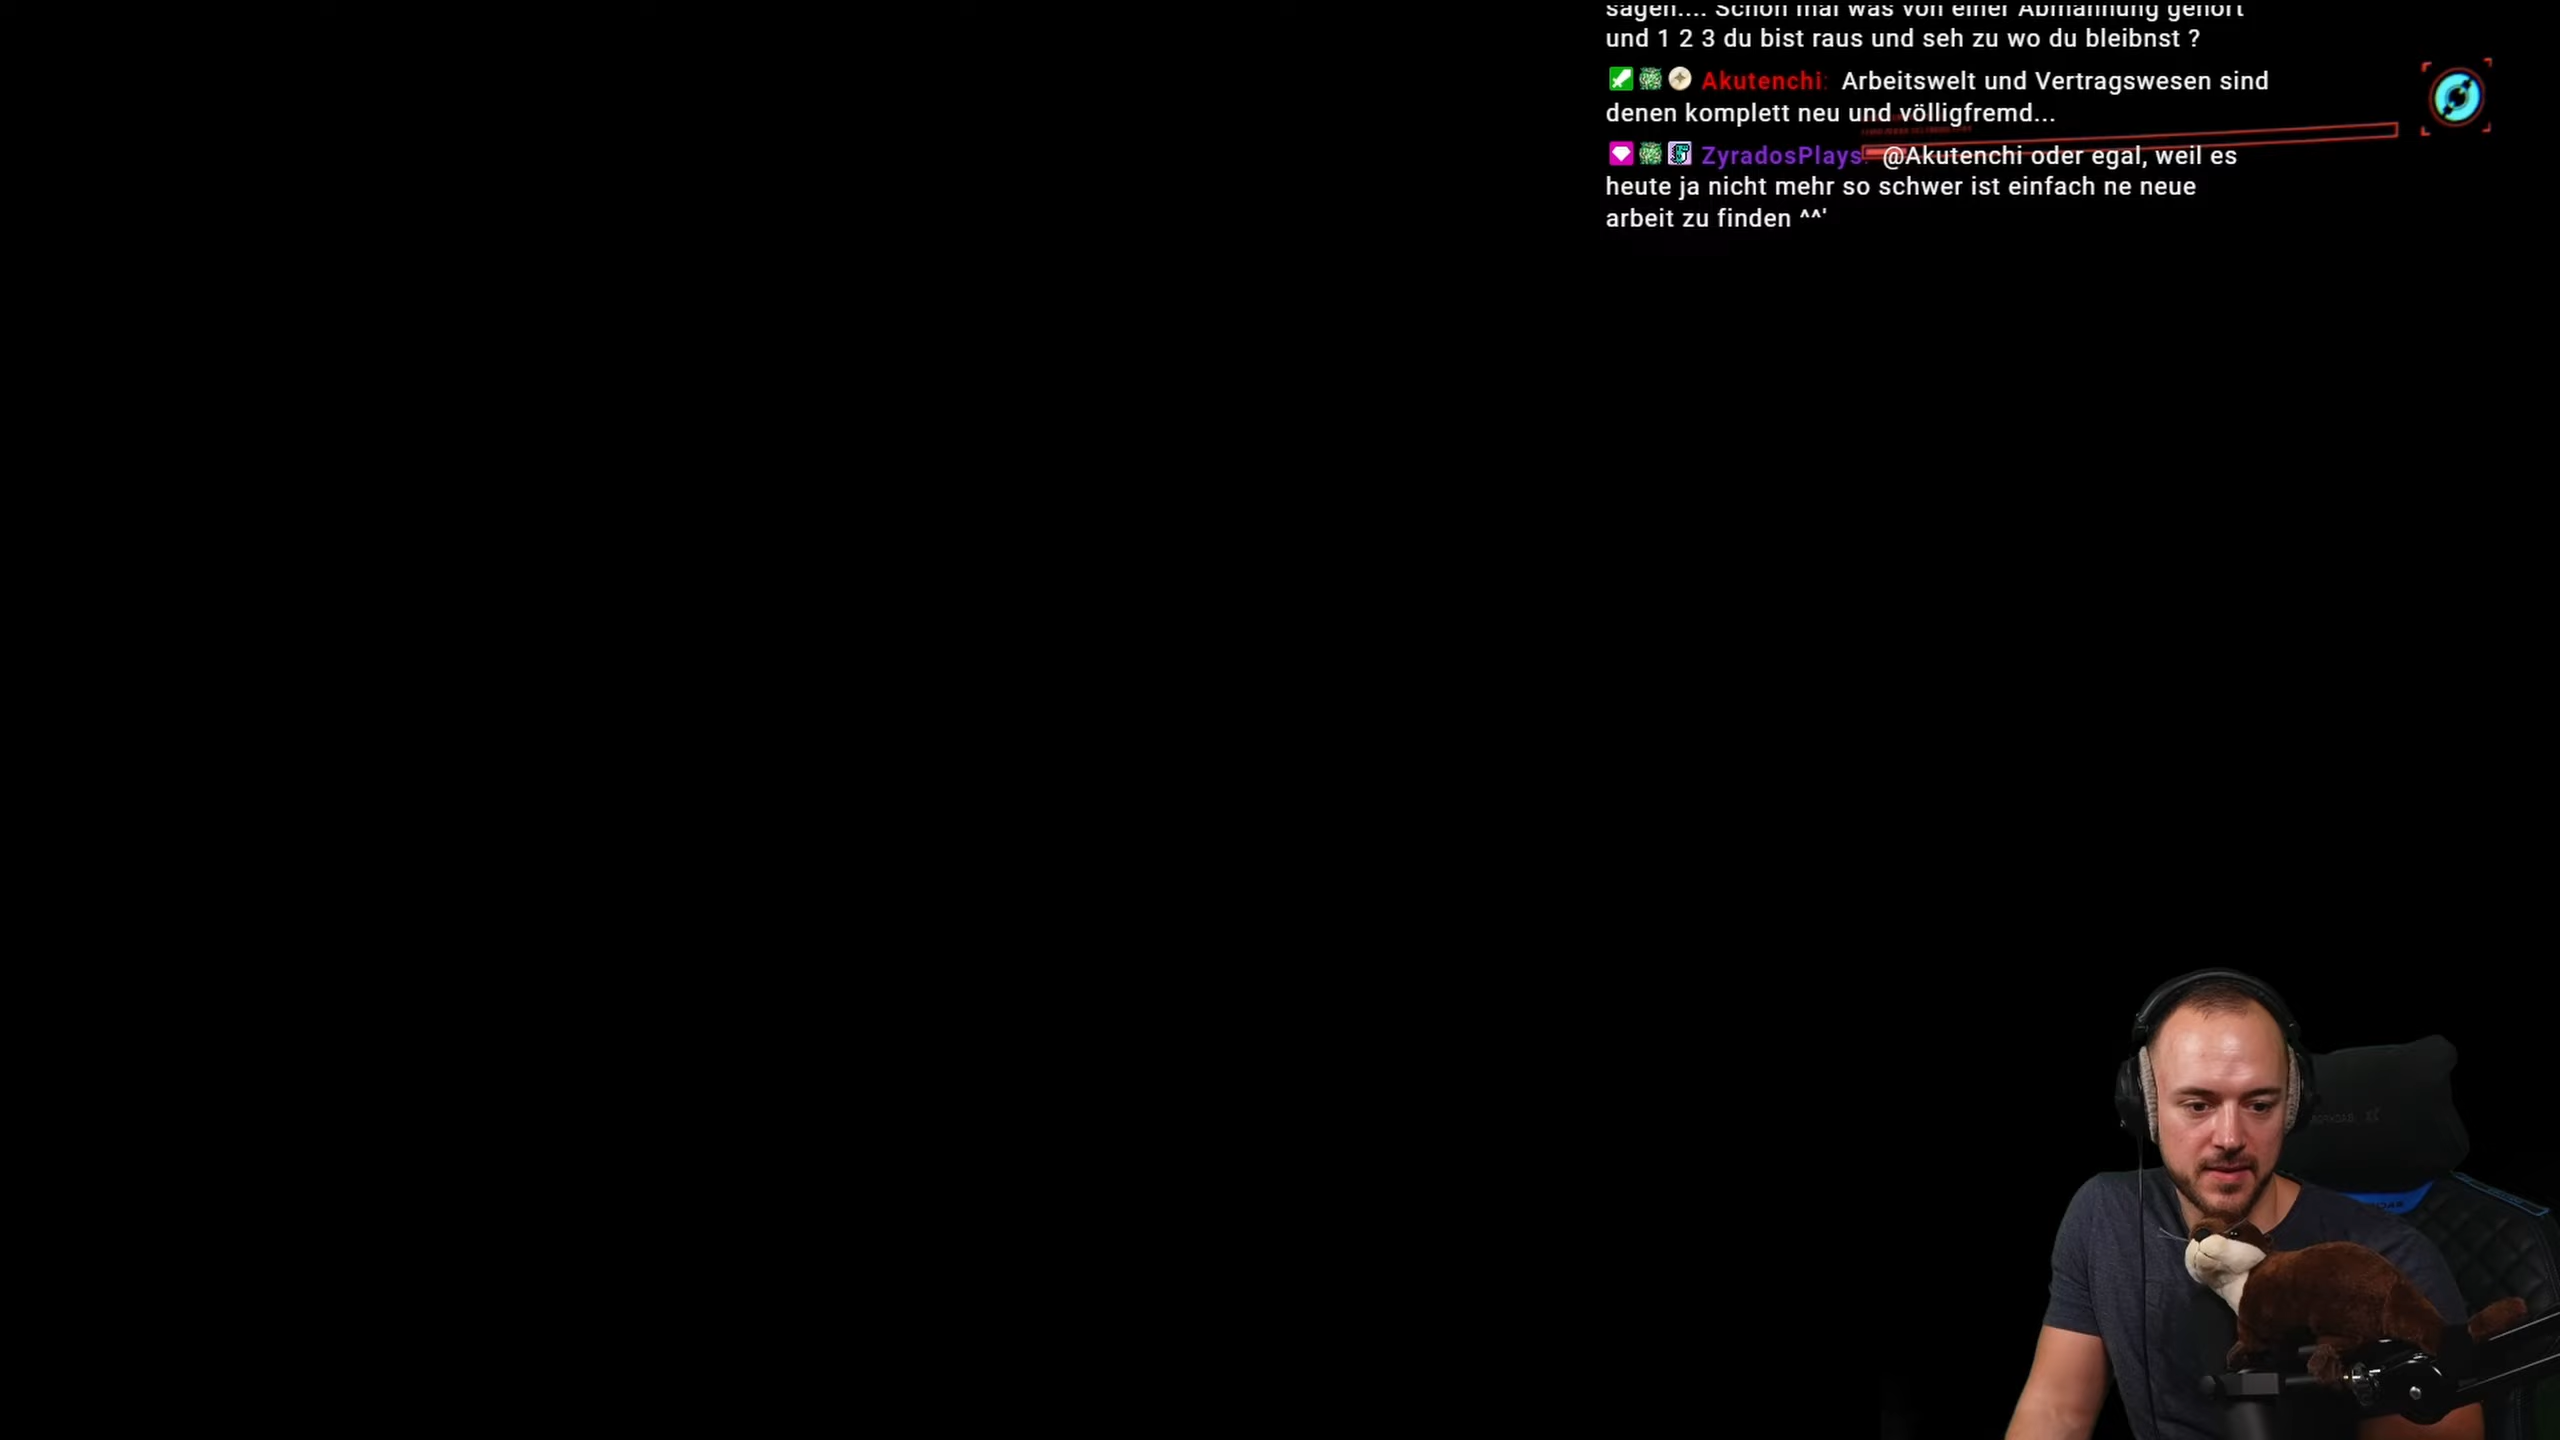 sagen.... Schon mal was von einer Abmahnung gehört
und 1 2 3 du bist raus und seh zu wo du bleibnst ?
Akutenchi: Arbeitswelt und Vertragswesen sind
denen komplett neu und völligfremd...
ZyradosPlays: @Akutenchi oder egal, weil es
heute ja nicht mehr so schwer ist einfach ne neue
arbeit zu finden ^^'